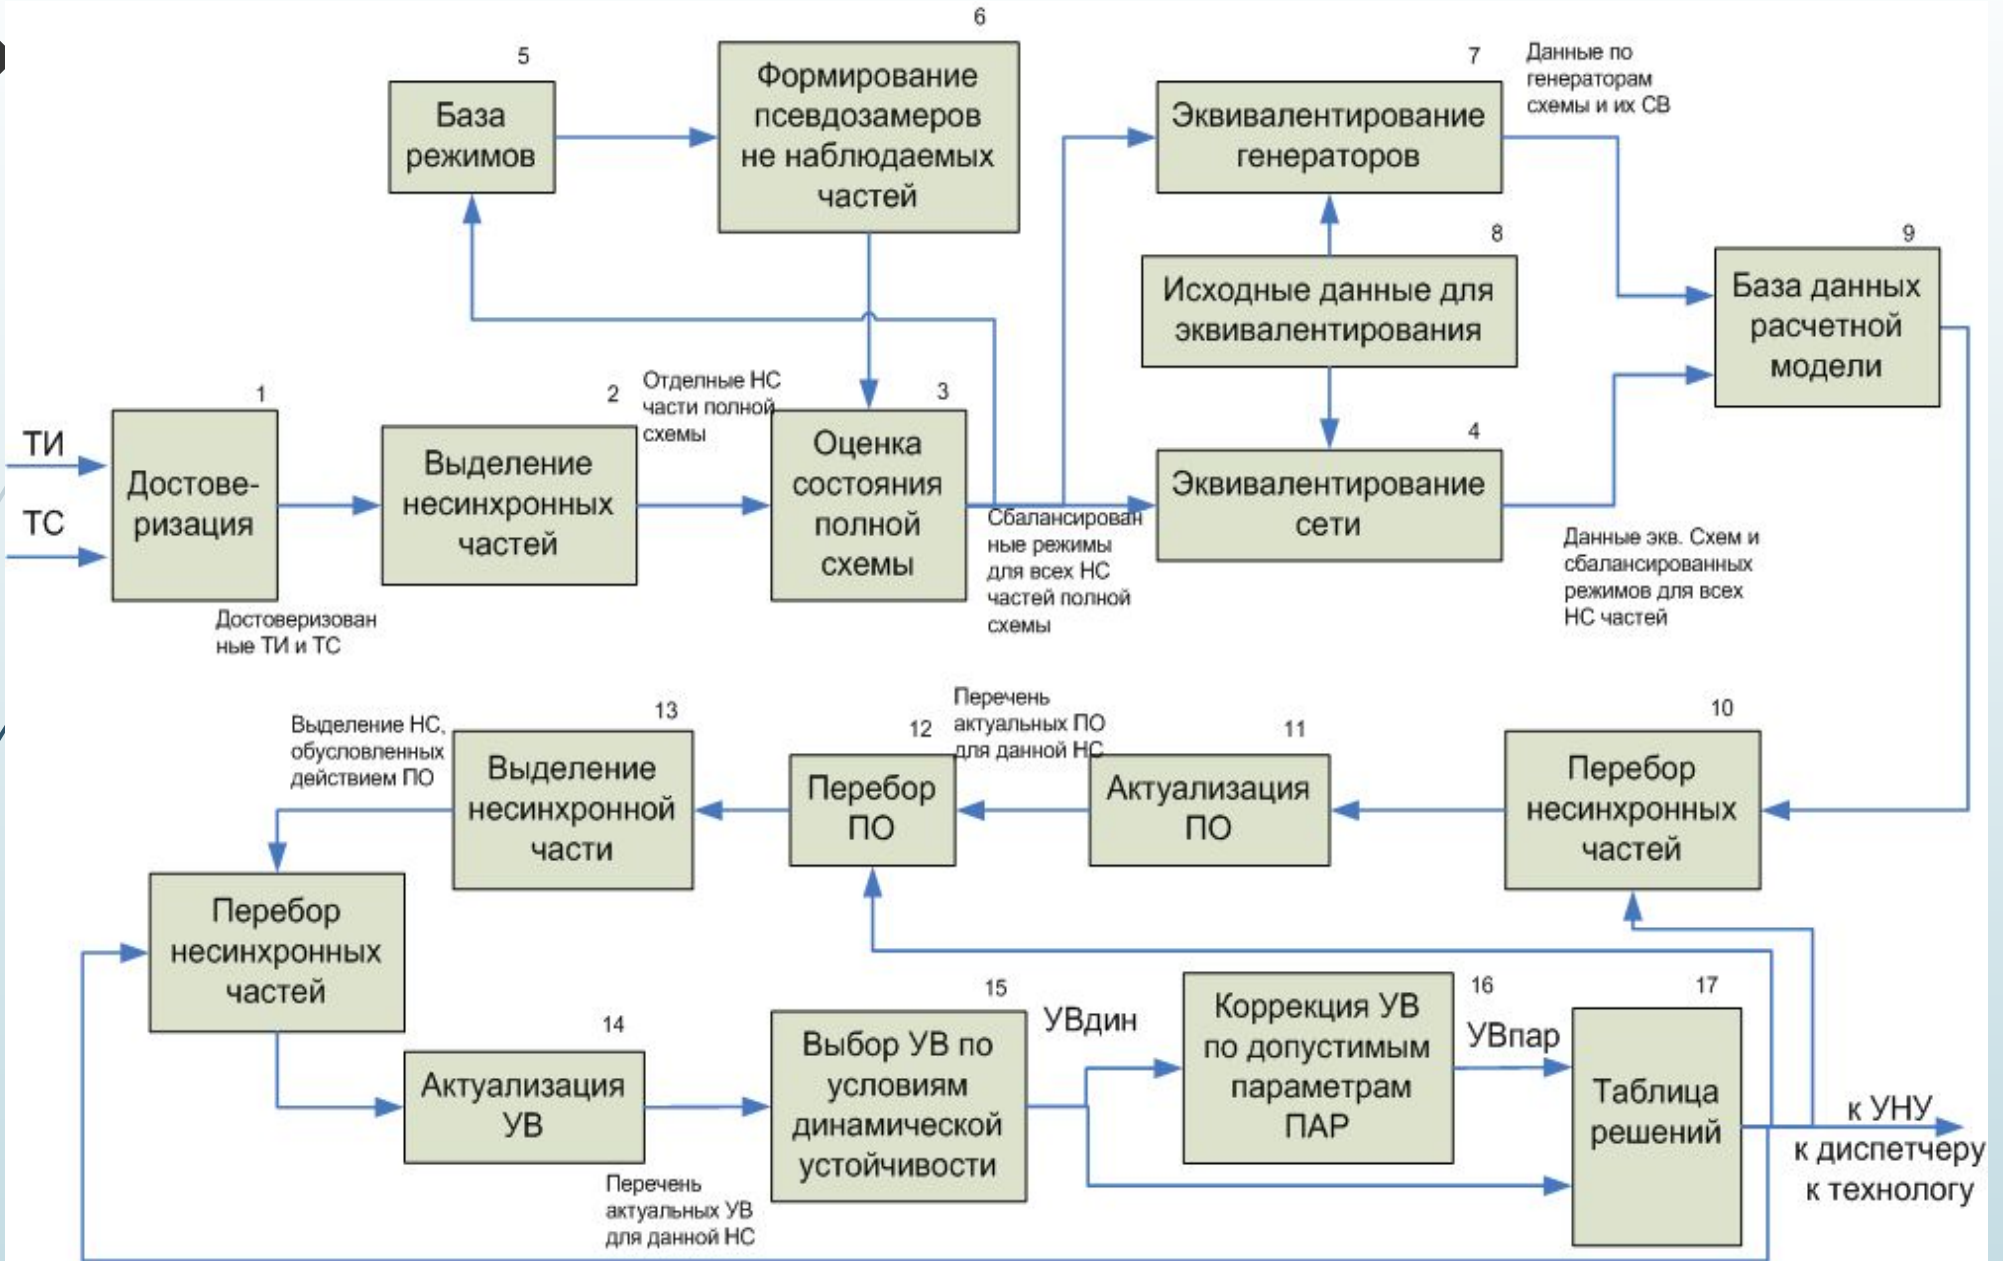 6
5
7
Данные по
генераторам
схемы и их СВ
База
режимов
Формирование
псевдозамеров
не наблюдаемых
частей
Эквивалентирование
генераторов
8
9
Исходные данные для
эквивалентирования
База данных
расчетной
модели
1
2
Отделные НС
части полной
схемы
3
4
ТИ
ТС
Достове-
ризация
Выделение
несинхронных
частей
Оценка
состояния
полной
схемы
Эквивалентирование
сети
Сбалансирован
ные режимы
для всех НС
частей полной
схемы
Данные экв. Схем и
сбалансированных
режимов для всех
НС частей
Достоверизован
ные ТИ и ТС
Выделение НС,
обусловленных
действием ПО
13
12
Перечень
актуальных ПО
для данной НС
11
10
Выделение
несинхронной
части
Перебор
ПО
Актуализация
ПО
Перебор
несинхронных
частей
Перебор
несинхронных
частей
14
15
16
17
Актуализация
УВ
Перечень
актуальных УВ
для данной НС
Выбор УВ по
условиям
динамической
устойчивости
УВдин
Коррекция УВ
по допустимым
параметрам
ПАР
УВпар
Таблица
решений
к УНУ
к диспетчеру
к технологу